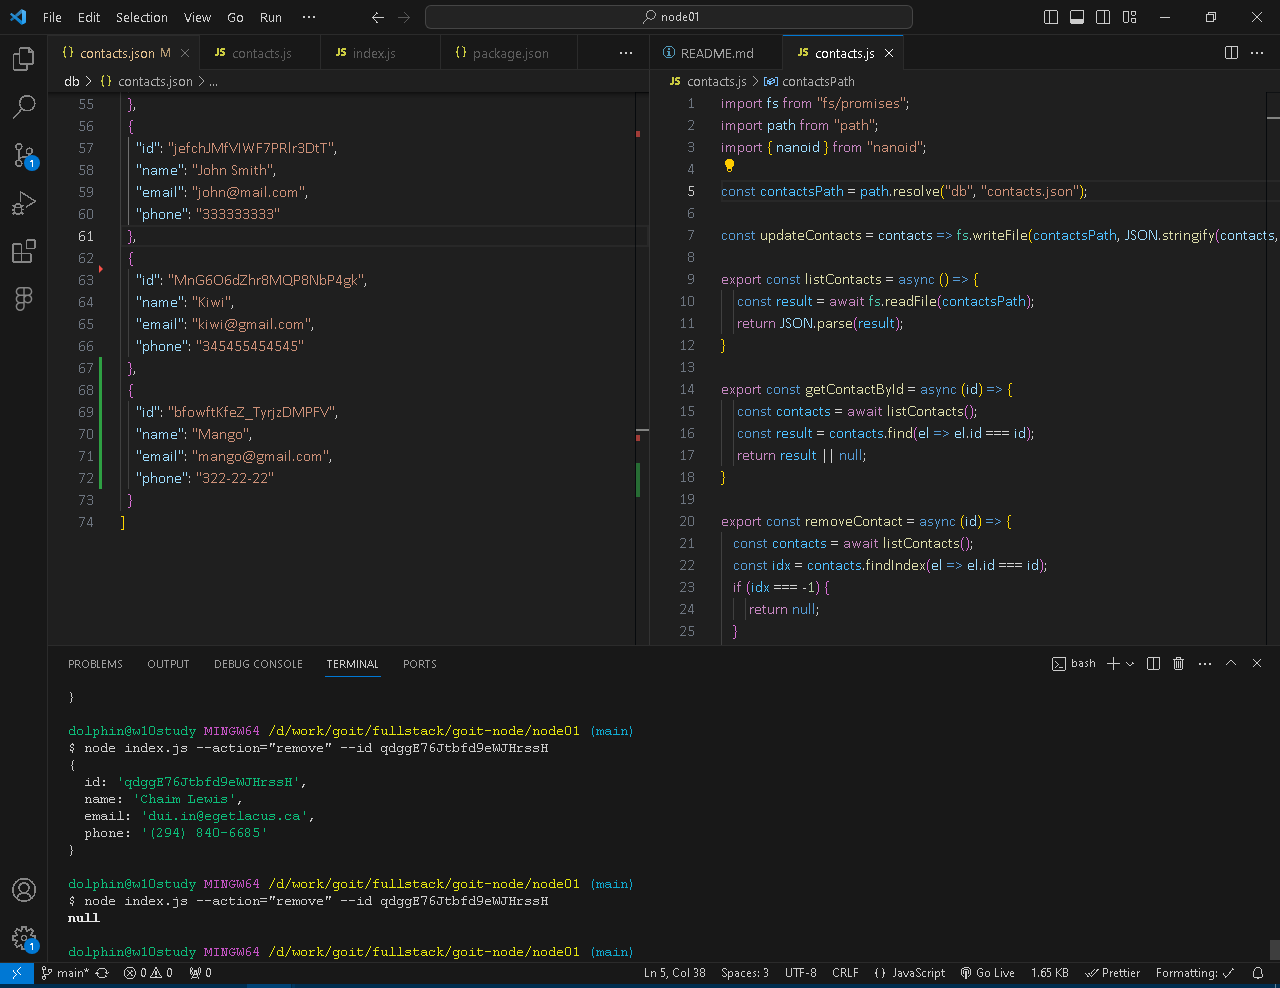 File Edit Selection View Go Run ··· node01
{} contacts.json M JS contacts.js JS index.js {} package.json ···
db > {} contacts.json > ...
55 },
56 {
57 "id": "jefchJMfVIWF7PRlr3DtT",
58 "name": "John Smith",
59 "email": "john@mail.com",
60 "phone": "333333333"
61 },
62 {
63 "id": "MnG6O6dZhr8MQP8NbP4gk",
64 "name": "Kiwi",
65 "email": "kiwi@gmail.com",
66 "phone": "345455454545"
67 },
68 {
69 "id": "bfowftKfeZ_TyrjzDMPFV",
70 "name": "Mango",
71 "email": "mango@gmail.com",
72 "phone": "322-22-22"
73 }
74 ]
README.md JS contacts.js ···
JS contacts.js > contactsPath
1 import fs from "fs/promises";
2 import path from "path";
3 import { nanoid } from "nanoid";
4
5 const contactsPath = path.resolve("db", "contacts.json");
6
7 const updateContacts = contacts => fs.writeFile(contactsPath, JSON.stringify(contacts,
8
9 export const listContacts = async () => {
10 const result = await fs.readFile(contactsPath);
11 return JSON.parse(result);
12 }
13
14 export const getContactById = async (id) => {
15 const contacts = await listContacts();
16 const result = contacts.find(el => el.id === id);
17 return result || null;
18 }
19
20 export const removeContact = async (id) => {
21 const contacts = await listContacts();
22 const idx = contacts.findIndex(el => el.id === id);
23 if (idx === -1) {
24 return null;
25 }
PROBLEMS OUTPUT DEBUG CONSOLE TERMINAL PORTS bash
}
dolphin@w10study MINGW64 /d/work/goit/fullstack/goit-node/node01 (main)
$ node index.js --action="remove" --id qdggE76Jtbfd9eWJHrssH
{
id: 'qdggE76Jtbfd9eWJHrssH',
name: 'Chaim Lewis',
email: 'dui.in@egetlacus.ca',
phone: '(294) 840-6685'
}
dolphin@w10study MINGW64 /d/work/goit/fullstack/goit-node/node01 (main)
$ node index.js --action="remove" --id qdggE76Jtbfd9eWJHrssH
null
dolphin@w10study MINGW64 /d/work/goit/fullstack/goit-node/node01 (main)
main* 0 0 0 Ln 5, Col 38 Spaces: 3 UTF-8 CRLF {} JavaScript Go Live 1.65 KB Prettier Formatting: